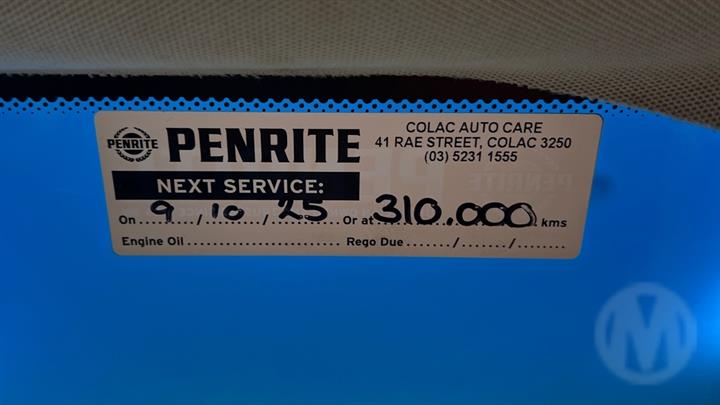 PENRITE
PENRITE
COLAC AUTO CARE
41 RAE STREET, COLAC 3250
(03) 5231 1555
NEXT SERVICE:
On 9 / 10 / 25 Or at 310.000 kms
Engine Oil........................ Rego Due......./......./.......
M